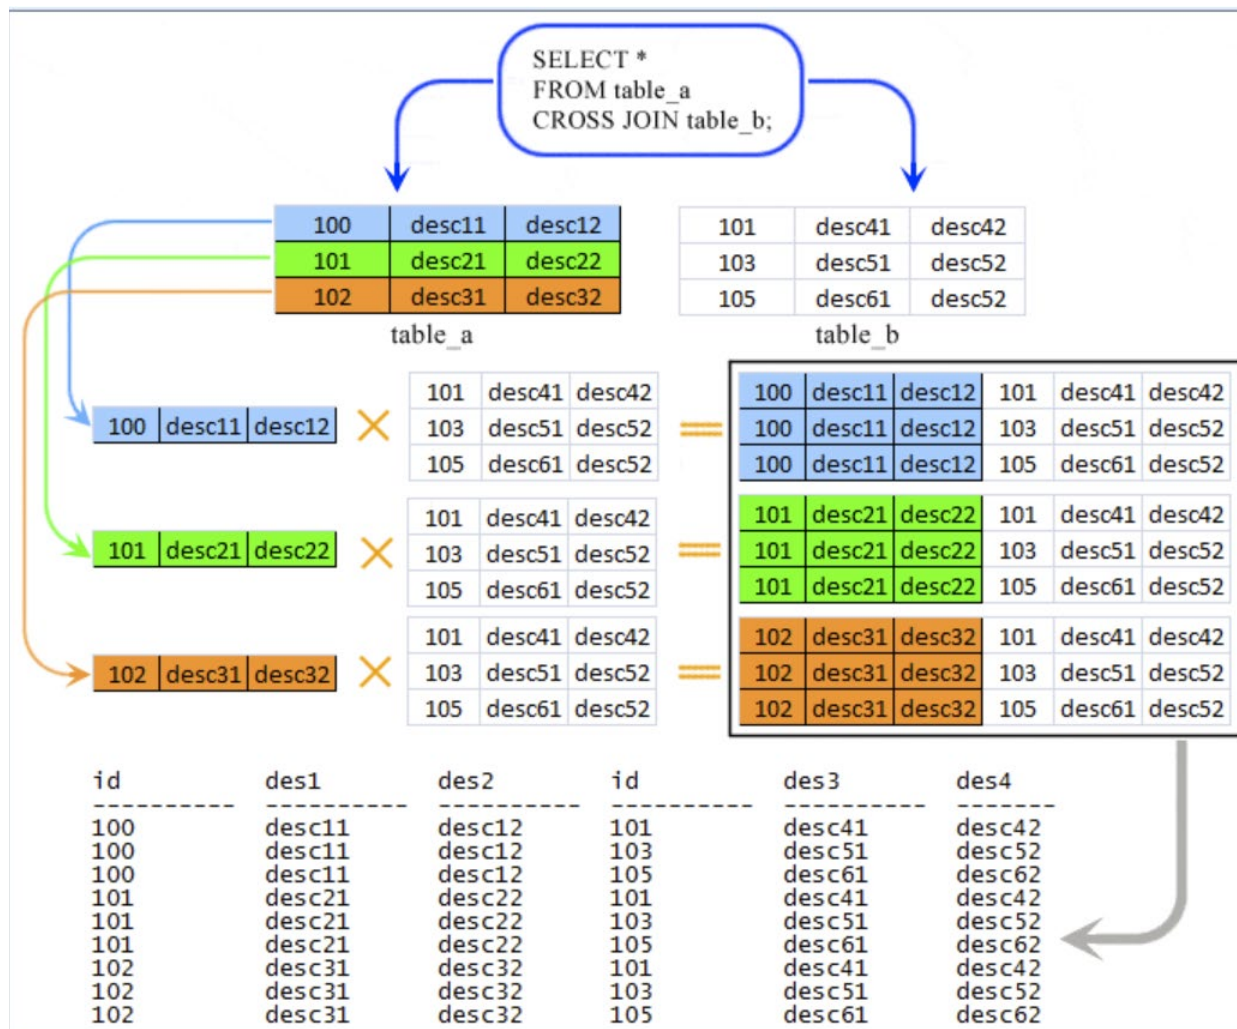 SELECT *
FROM table_a
CROSS JOIN table_b;
100 desc11 desc12
101 desc21 desc22
102 desc31 desc32
table_a
101 desc41 desc42
103 desc51 desc52
105 desc61 desc52
table_b
100 desc11 desc12 × 101 desc41 desc42 = 100 desc11 desc12 101 desc41 desc42
103 desc51 desc52 100 desc11 desc12 103 desc51 desc52
105 desc61 desc52 100 desc11 desc12 105 desc61 desc52
101 desc21 desc22 × 101 desc41 desc42 = 101 desc21 desc22 101 desc41 desc42
103 desc51 desc52 101 desc21 desc22 103 desc51 desc52
105 desc61 desc52 101 desc21 desc22 105 desc61 desc52
102 desc31 desc32 × 101 desc41 desc42 = 102 desc31 desc32 101 desc41 desc42
103 desc51 desc52 102 desc31 desc32 103 desc51 desc52
105 desc61 desc52 102 desc31 desc32 105 desc61 desc52
id des1 des2 id des3 des4
---------- ---------- ---------- ---------- ---------- -------
100 desc11 desc12 101 desc41 desc42
100 desc11 desc12 103 desc51 desc52
100 desc11 desc12 105 desc61 desc62
101 desc21 desc22 101 desc41 desc42
101 desc21 desc22 103 desc51 desc52
101 desc21 desc22 105 desc61 desc62
102 desc31 desc32 101 desc41 desc42
102 desc31 desc32 103 desc51 desc52
102 desc31 desc32 105 desc61 desc62